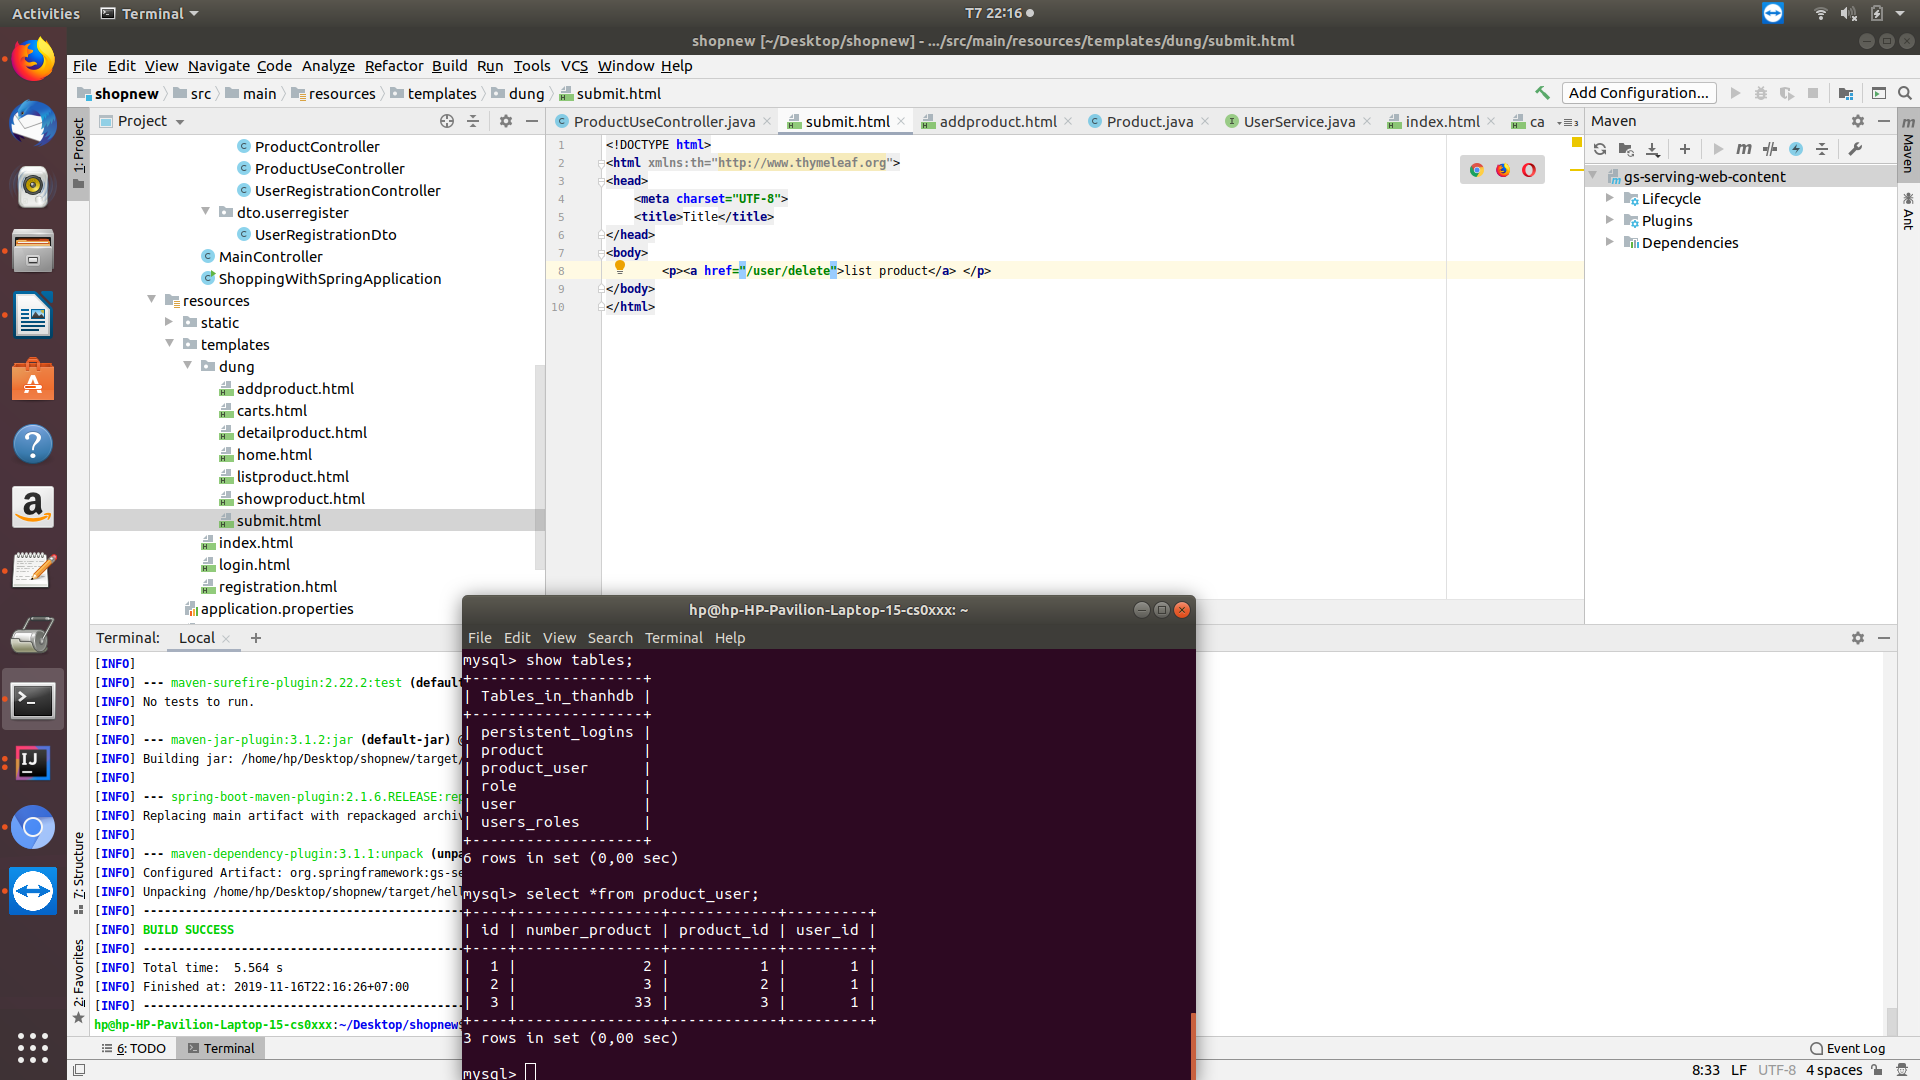 Activities
Terminal
T7 22:16
shopnew [~/Desktop/shopnew] - .../src/main/resources/templates/dung/submit.html
File Edit View Navigate Code Analyze Refactor Build Run Tools VCS Window Help
shopnew src main resources templates dung submit.html
Add Configuration...
1: Project
Project
ProductController
ProductUseController
UserRegistrationController
dto.userregister
UserRegistrationDto
MainController
ShoppingWithSpringApplication
resources
static
templates
dung
addproduct.html
carts.html
detailproduct.html
home.html
listproduct.html
showproduct.html
submit.html
index.html
login.html
registration.html
application.properties
ProductUseController.java submit.html addproduct.html Product.java UserService.java index.html ca
1 <!DOCTYPE html>
2 <html xmlns:th="http://www.thymeleaf.org">
3 <head>
4 <meta charset="UTF-8">
5 <title>Title</title>
6 </head>
7 <body>
8 <p><a href="/user/delete">list product</a> </p>
9 </body>
10 </html>
Maven
gs-serving-web-content
Lifecycle
Plugins
Dependencies
Maven
Ant
Terminal: Local
[INFO]
[INFO] --- maven-surefire-plugin:2.22.2:test (default
[INFO] No tests to run.
[INFO]
[INFO] --- maven-jar-plugin:3.1.2:jar (default-jar) @
[INFO] Building jar: /home/hp/Desktop/shopnew/target/
[INFO]
[INFO] --- spring-boot-maven-plugin:2.1.6.RELEASE:rep
[INFO] Replacing main artifact with repackaged archiv
[INFO]
[INFO] --- maven-dependency-plugin:3.1.1:unpack (unpa
[INFO] Configured Artifact: org.springframework:gs-se
[INFO] Unpacking /home/hp/Desktop/shopnew/target/hell
[INFO] ------------------------------------------------
[INFO] BUILD SUCCESS
[INFO] ------------------------------------------------
[INFO] Total time:  5.564 s
[INFO] Finished at: 2019-11-16T22:16:26+07:00
[INFO] ------------------------------------------------
hp@hp-HP-Pavilion-Laptop-15-cs0xxx:~/Desktop/shopnew$
7: Structure
2: Favorites
hp@hp-HP-Pavilion-Laptop-15-cs0xxx: ~
File Edit View Search Terminal Help
mysql> show tables;
+-------------------+
| Tables_in_thanhdb |
+-------------------+
| persistent_logins |
| product           |
| product_user      |
| role              |
| user              |
| users_roles       |
+-------------------+
6 rows in set (0,00 sec)
mysql> select *from product_user;
+----+----------------+------------+---------+
| id | number_product | product_id | user_id |
+----+----------------+------------+---------+
|  1 |              2 |          1 |       1 |
|  2 |              3 |          2 |       1 |
|  3 |             33 |          3 |       1 |
+----+----------------+------------+---------+
3 rows in set (0,00 sec)
mysql>
6: TODO
Terminal
Event Log
8:33 LF UTF-8 4 spaces